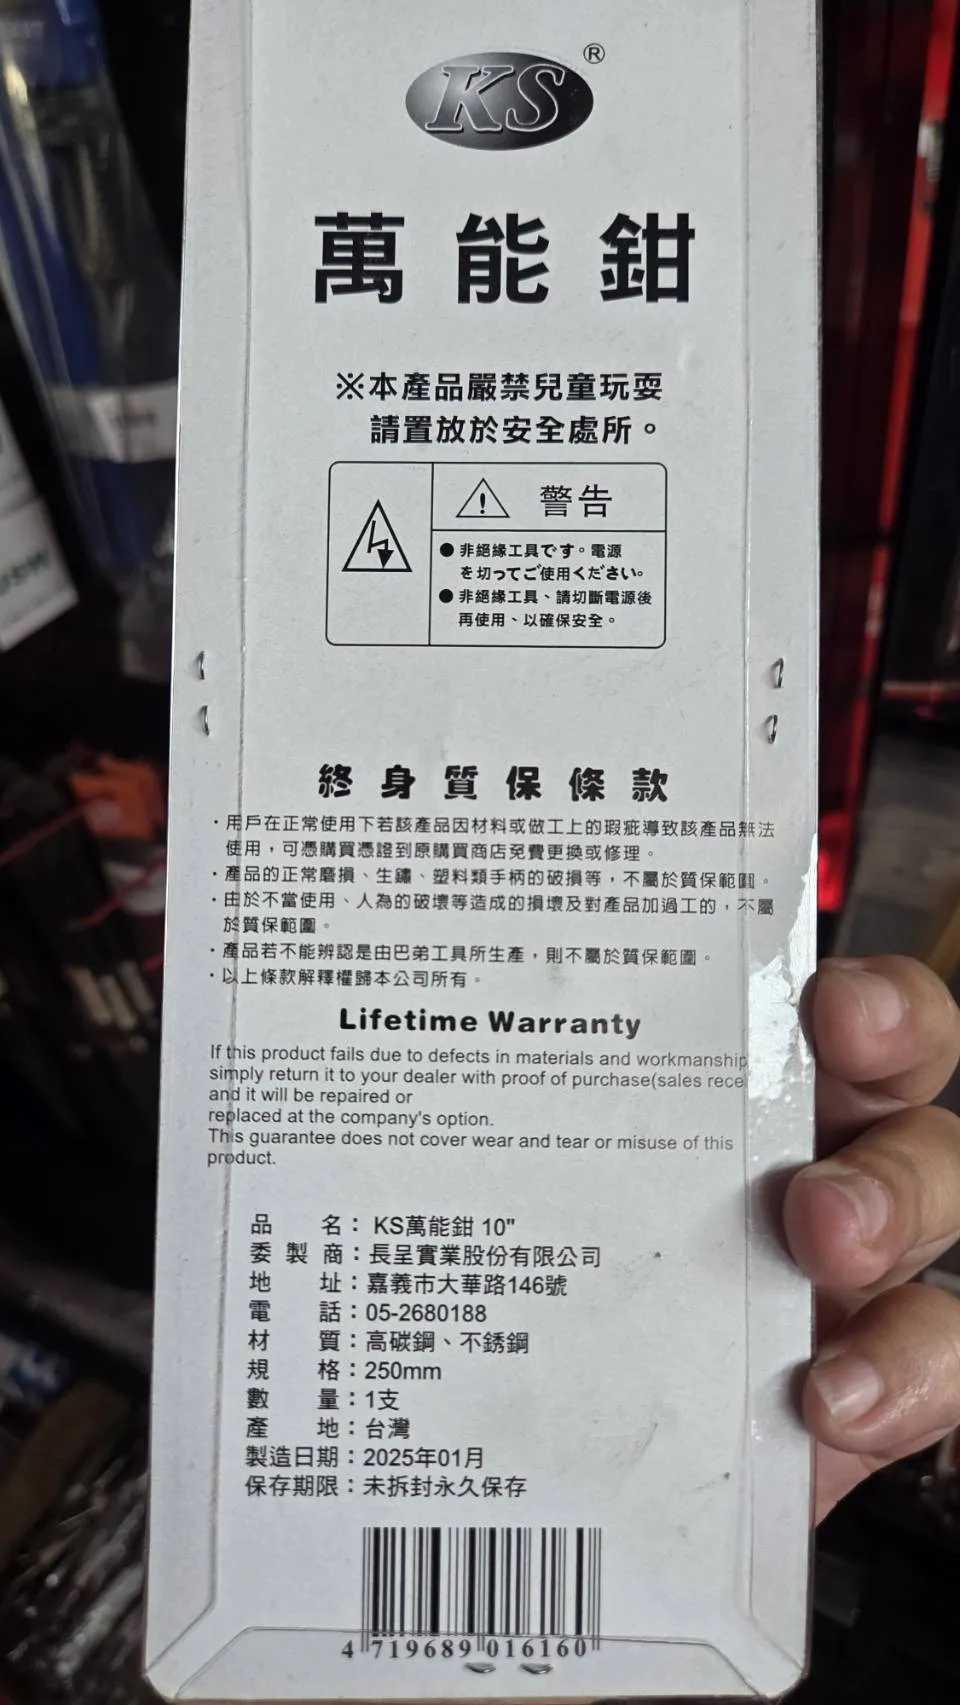 KS®
萬能鉗
※本產品嚴禁兒童玩耍
請置放於安全處所。
警告
●非絕緣工具です。電源
を切ってご使用ください。
●非絕緣工具、請切斷電源後
再使用、以確保安全。
終身質保條款
·用戶在正常使用下若該產品因材料或做工上的瑕疵導致該產品無法
使用，可憑購買憑證到原購買商店免費更換或修理。
·產品的正常磨損、生鏽、塑料類手柄的破損等，不屬於質保範圍。
·由於不當使用、人為的破壞等造成的損壞及對產品加過工的，不屬
於質保範圍。
·產品若不能辨認是由巴弟工具所生產，則不屬於質保範圍。
·以上條款解釋權歸本公司所有。
Lifetime Warranty
If this product fails due to defects in materials and workmanship
simply return it to your dealer with proof of purchase(sales rece
and it will be repaired or
replaced at the company's option.
This guarantee does not cover wear and tear or misuse of this
product.
品名：KS萬能鉗 10"
委製商：長呈實業股份有限公司
地址：嘉義市大華路146號
電話：05-2680188
材質：高碳鋼、不銹鋼
規格：250mm
數量：1支
產地：台灣
製造日期：2025年01月
保存期限：未拆封永久保存
4 719689 016160